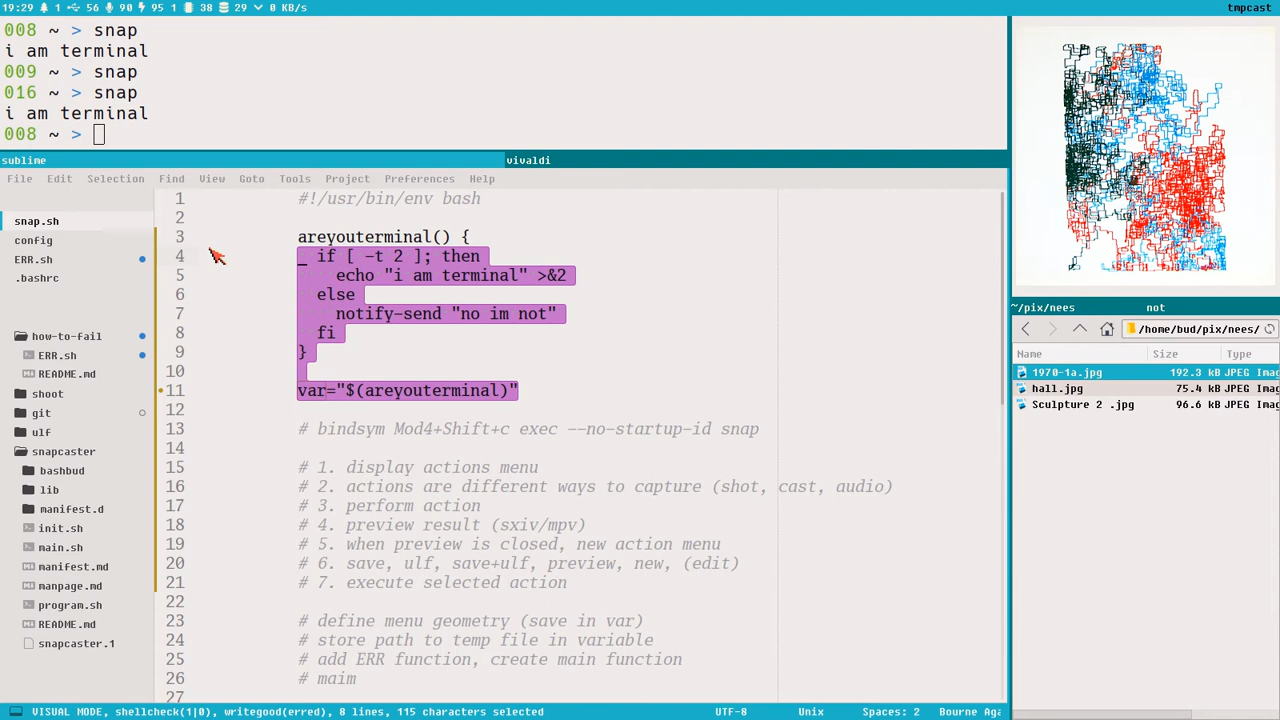 19:29 1 56 90 95 1 38 29 0 KB/s tmpcast
008 ~ > snap
i am terminal
009 ~ > snap
016 ~ > snap
i am terminal
008 ~ >
sublime vivaldi
File Edit Selection Find View Goto Tools Project Preferences Help
snap.sh
config
ERR.sh
.bashrc
how-to-fail
ERR.sh
README.md
shoot
git
ulf
snapcaster
bashbud
lib
manifest.d
init.sh
main.sh
manifest.md
manpage.md
program.sh
README.md
snapcaster.1
1 #!/usr/bin/env bash
2
3 areyouterminal() {
4 _ if [ -t 2 ]; then
5 echo "i am terminal" >&2
6 else
7 notify-send "no im not"
8 fi
9 }
10
11 var="$(areyouterminal)"
12
13 # bindsym Mod4+Shift+c exec --no-startup-id snap
14
15 # 1. display actions menu
16 # 2. actions are different ways to capture (shot, cast, audio)
17 # 3. perform action
18 # 4. preview result (sxiv/mpv)
19 # 5. when preview is closed, new action menu
20 # 6. save, ulf, save+ulf, preview, new, (edit)
21 # 7. execute selected action
22
23 # define menu geometry (save in var)
24 # store path to temp file in variable
25 # add ERR function, create main function
26 # maim
27
VISUAL MODE, shellcheck(1|0), writegood(erred), 8 lines, 115 characters selected UTF-8 Unix Spaces: 2 Bourne Aga
~/pix/nees not
/home/bud/pix/nees/
Name Size Type
1970-1a.jpg 192.3 kB JPEG Imag
hall.jpg 75.4 kB JPEG Imag
Sculpture 2 .jpg 96.6 kB JPEG Imag